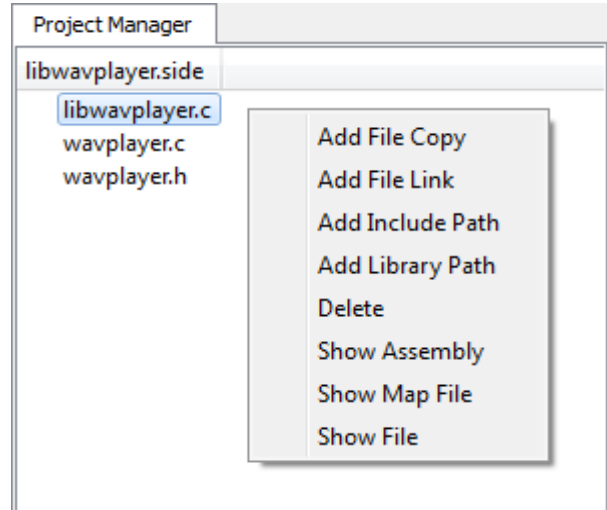 Project Manager
libwavplayer.side
libwavplayer.c
wavplayer.c
wavplayer.h
Add File Copy
Add File Link
Add Include Path
Add Library Path
Delete
Show Assembly
Show Map File
Show File